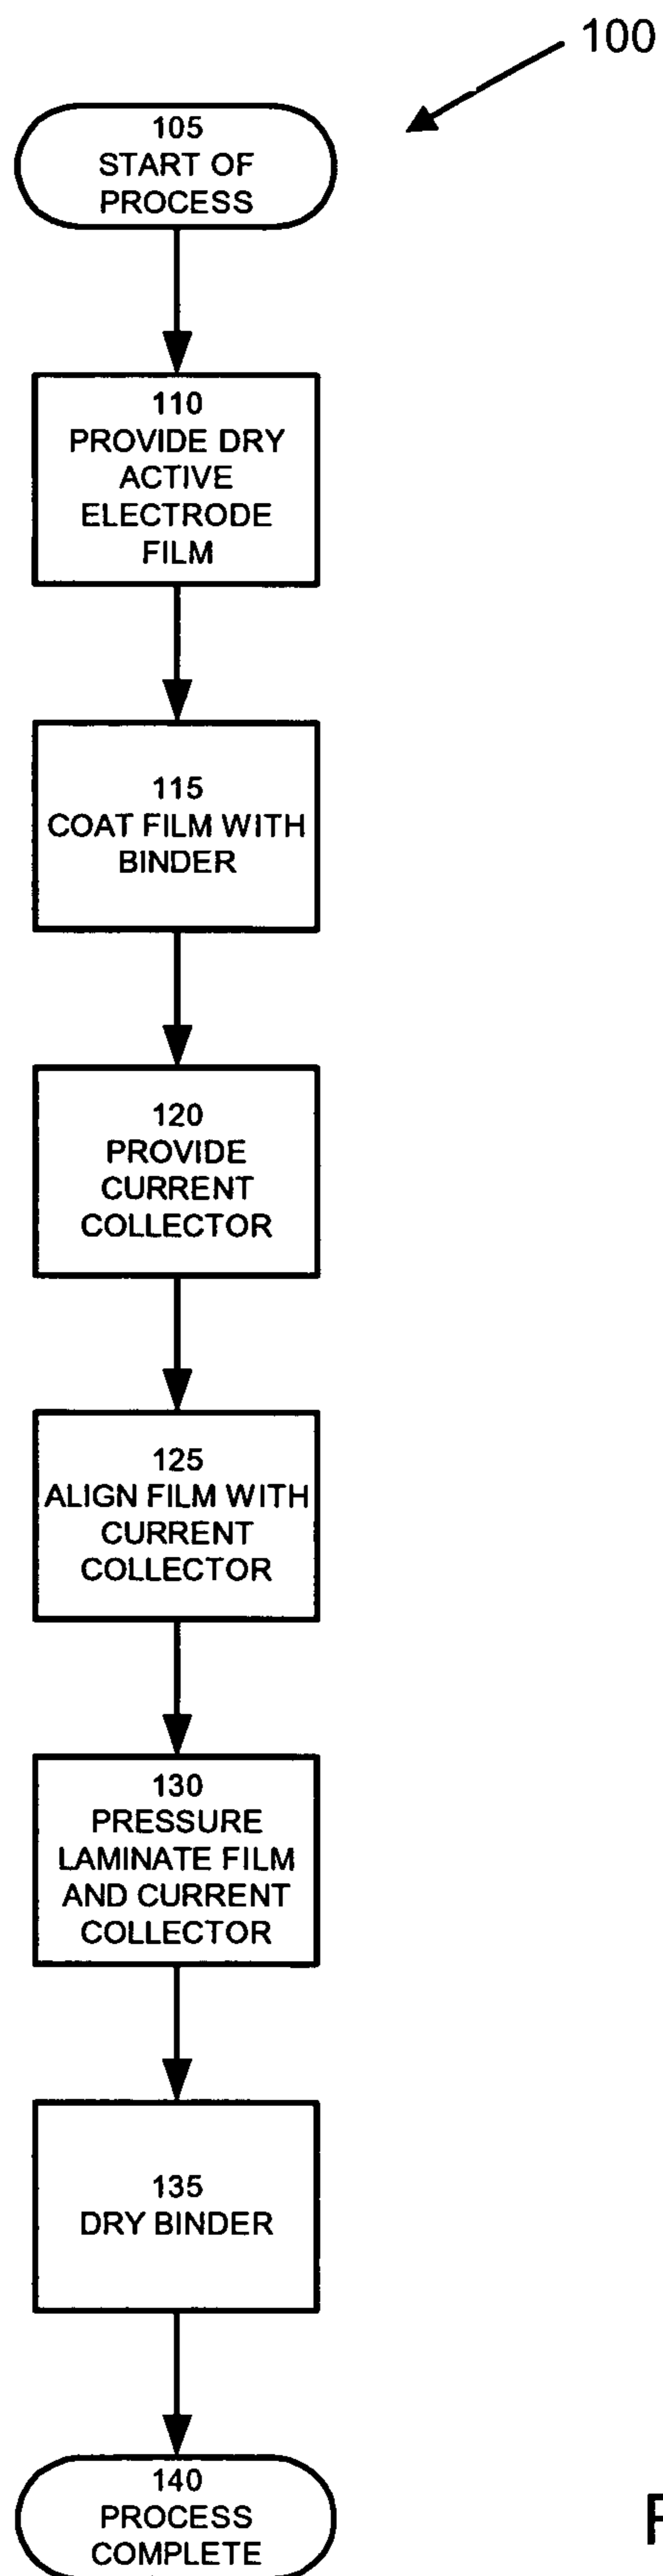 100
105
START OF
PROCESS
110
PROVIDE DRY
ACTIVE
ELECTRODE
FILM
115
COAT FILM WITH
BINDER
120
PROVIDE
CURRENT
COLLECTOR
125
ALIGN FILM WITH
CURRENT
COLLECTOR
130
PRESSURE
LAMINATE FILM
AND CURRENT
COLLECTOR
135
DRY BINDER
140
PROCESS
COMPLETE